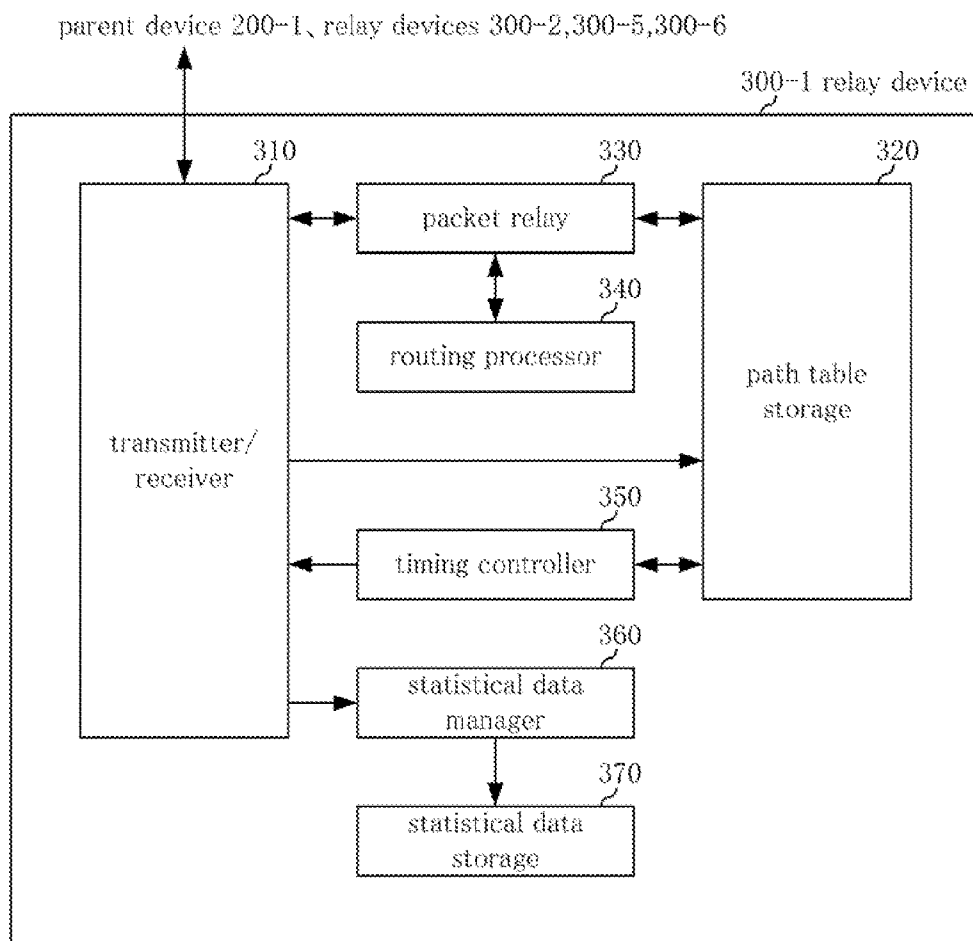 parent device 200-1、relay devices 300-2,300-5,300-6
300-1 relay device
310
330
320
packet relay
340
routing processor
path table
storage
transmitter/
receiver
350
timing controller
360
statistical data
manager
370
statistical data
storage